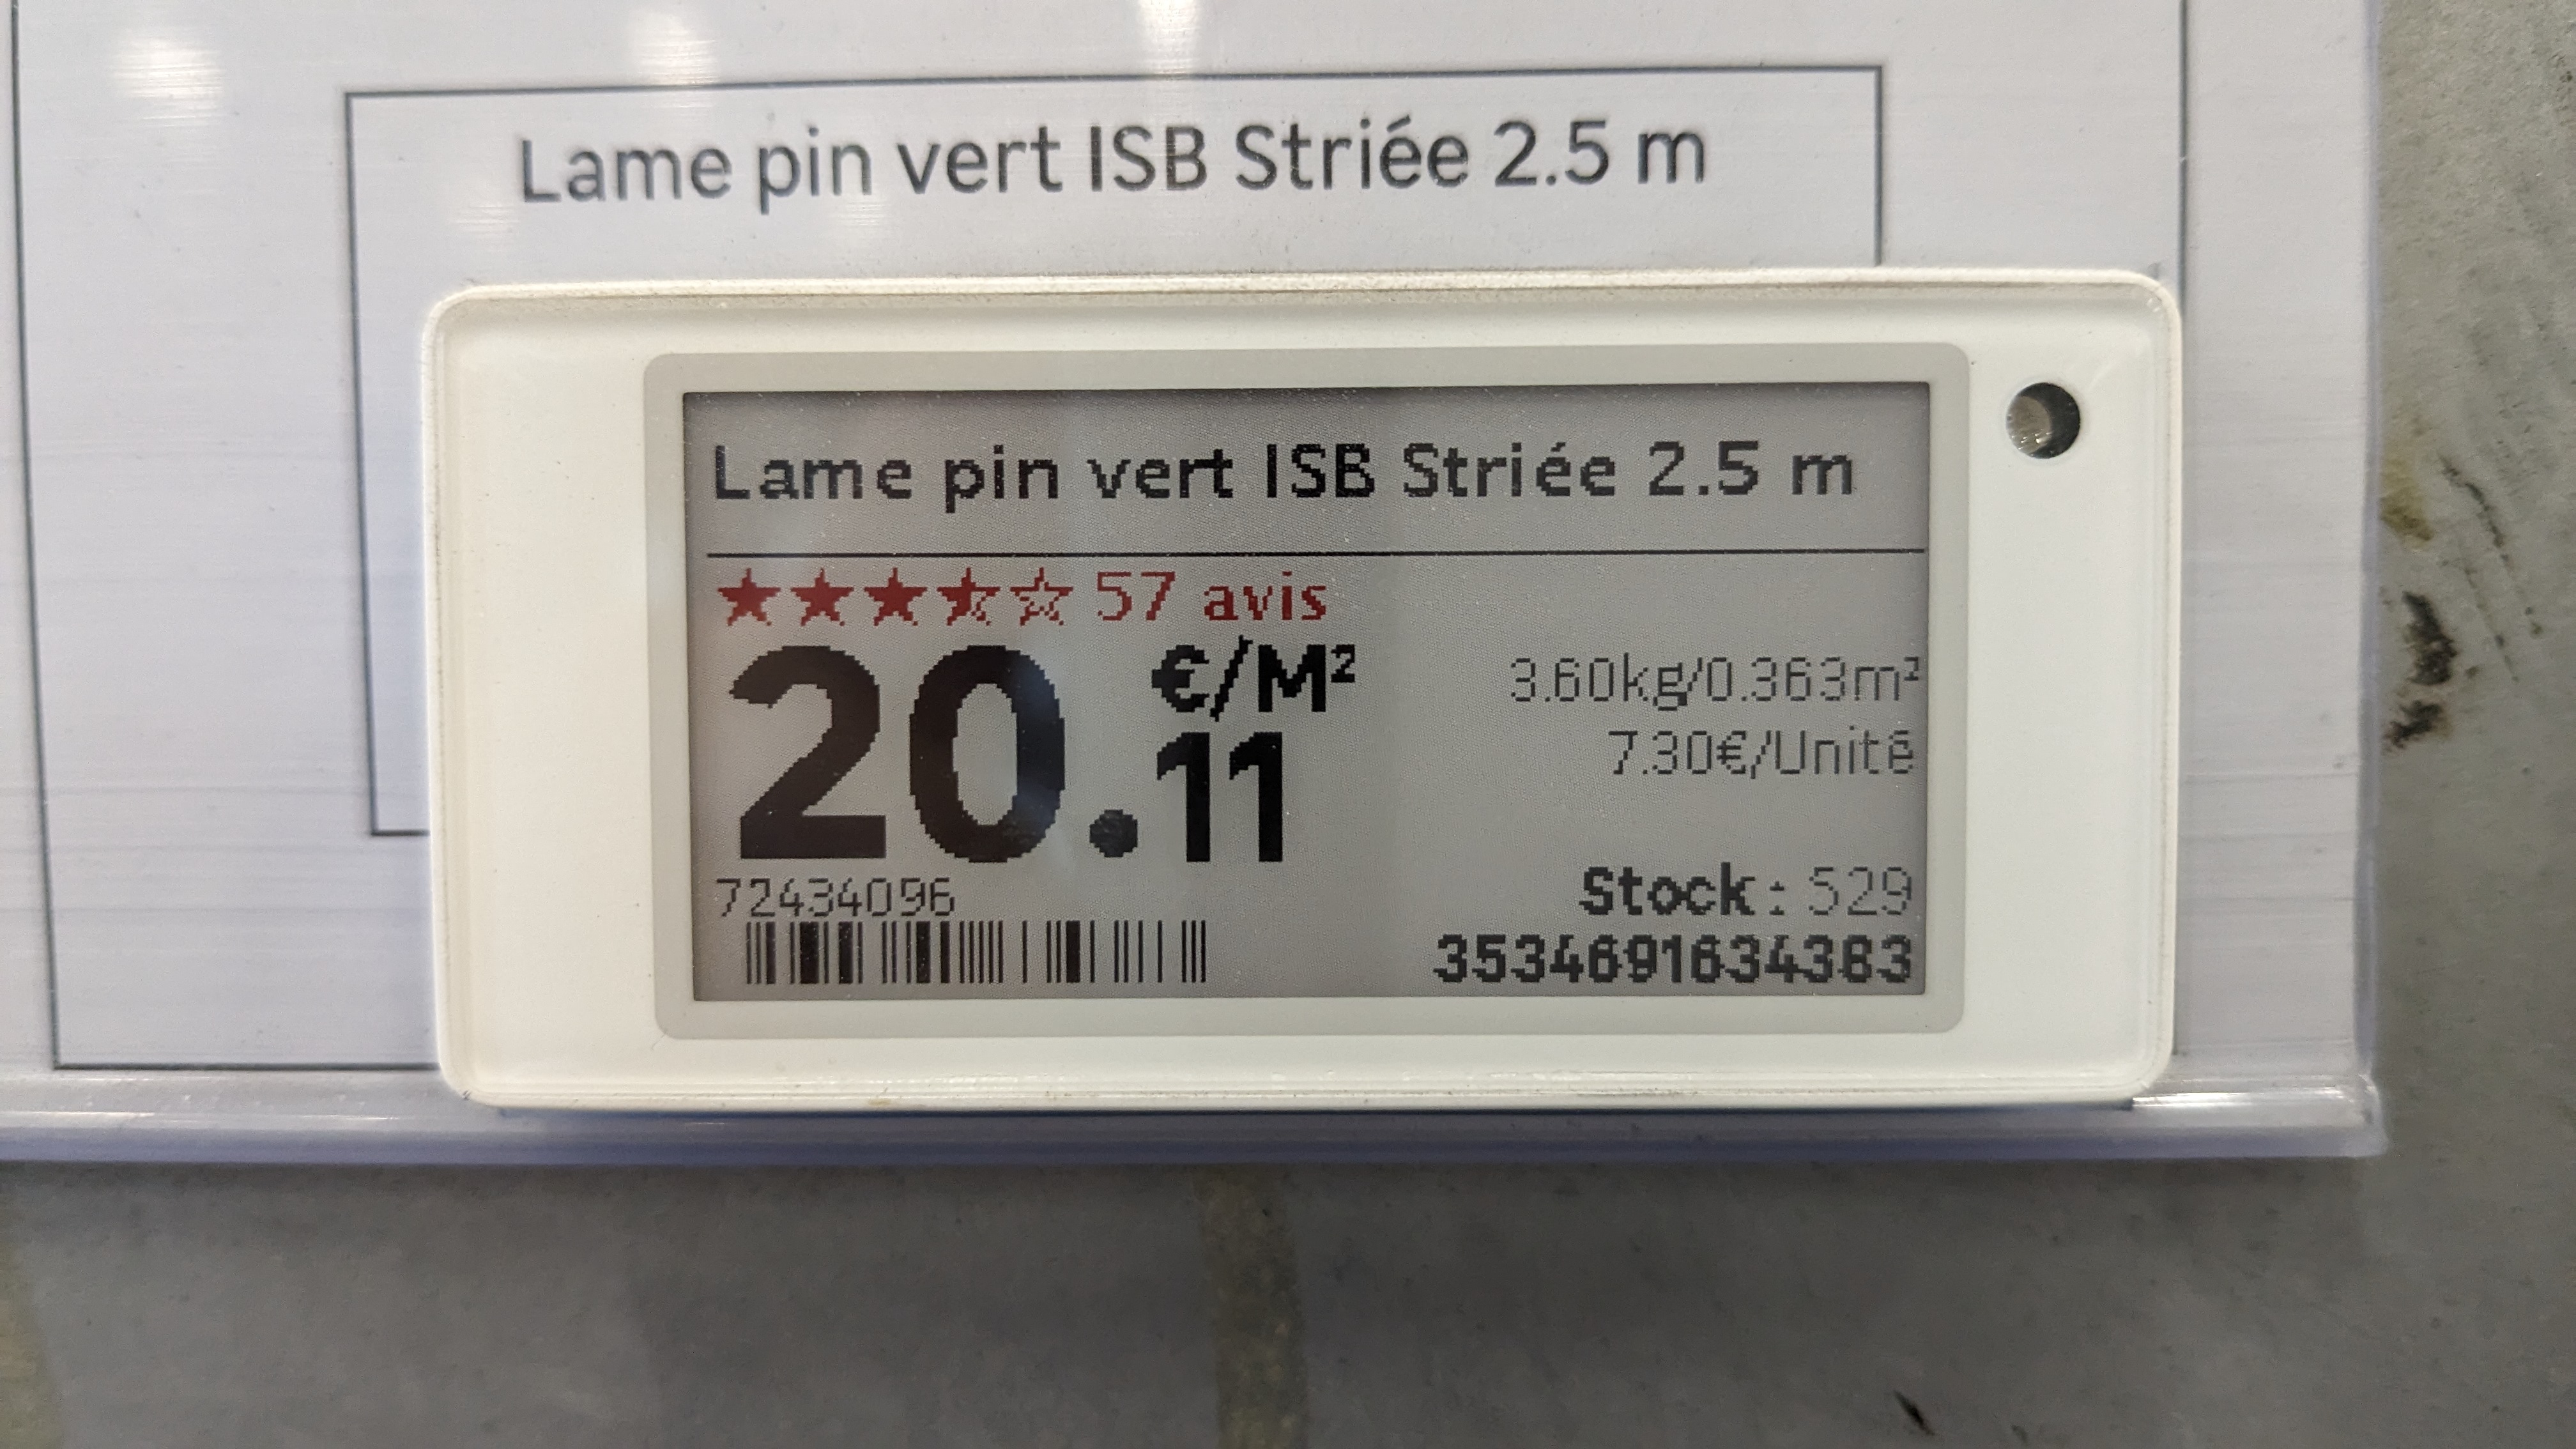 Lame pin vert ISB Striée 2.5 m
Lame pin vert ISB Striée 2.5 m
57 avis
20.11 €/M²
3.60kg/0.363m²
7.30€/Unité
72434096
Stock : 529
3534691634383